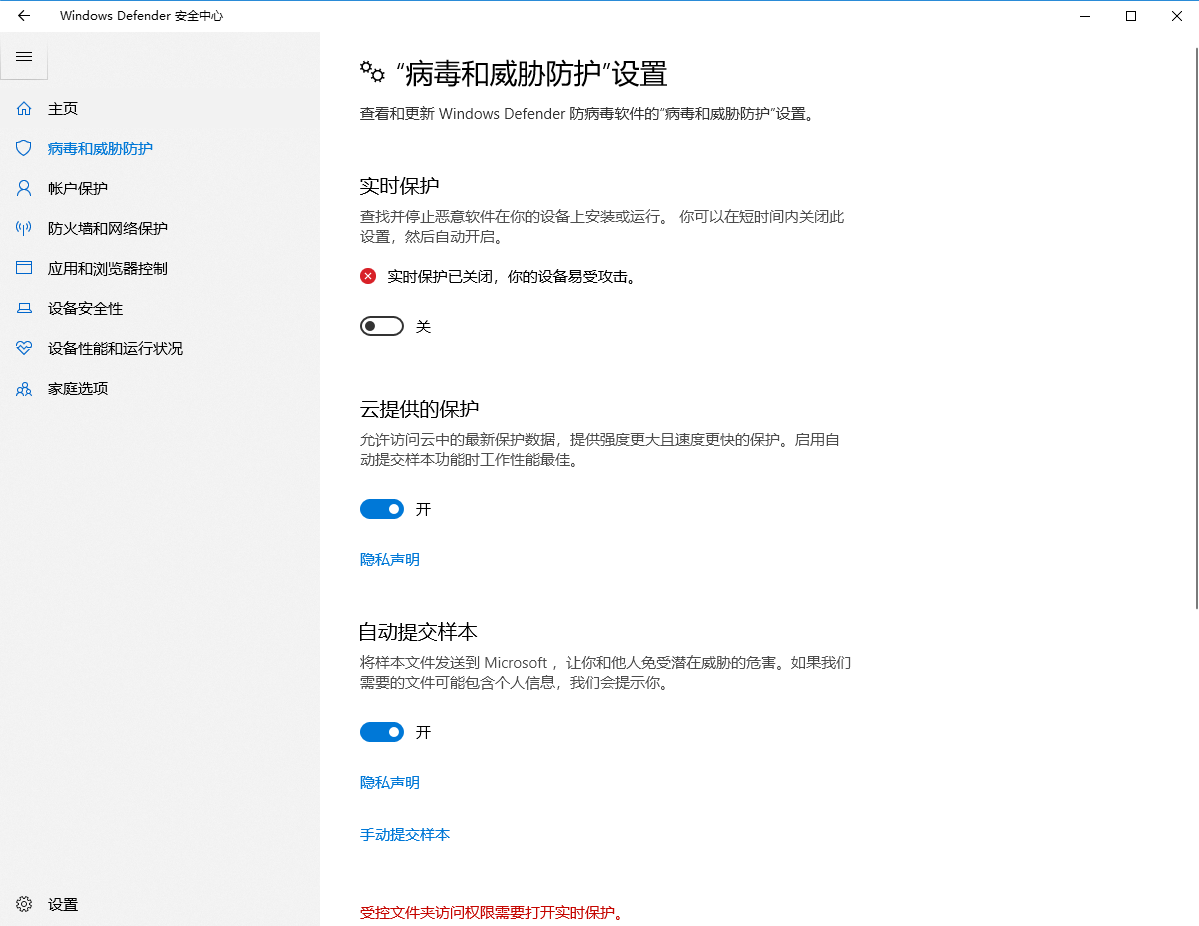 Windows Defender 安全中心
主页
病毒和威胁防护
帐户保护
防火墙和网络保护
应用和浏览器控制
设备安全性
设备性能和运行状况
家庭选项
设置
“病毒和威胁防护”设置
查看和更新 Windows Defender 防病毒软件的“病毒和威胁防护”设置。
实时保护
查找并停止恶意软件在你的设备上安装或运行。 你可以在短时间内关闭此
设置，然后自动开启。
实时保护已关闭，你的设备易受攻击。
关
云提供的保护
允许访问云中的最新保护数据，提供强度更大且速度更快的保护。启用自
动提交样本功能时工作性能最佳。
开
隐私声明
自动提交样本
将样本文件发送到 Microsoft ，让你和他人免受潜在威胁的危害。如果我们
需要的文件可能包含个人信息，我们会提示你。
开
隐私声明
手动提交样本
受控文件夹访问权限需要打开实时保护。